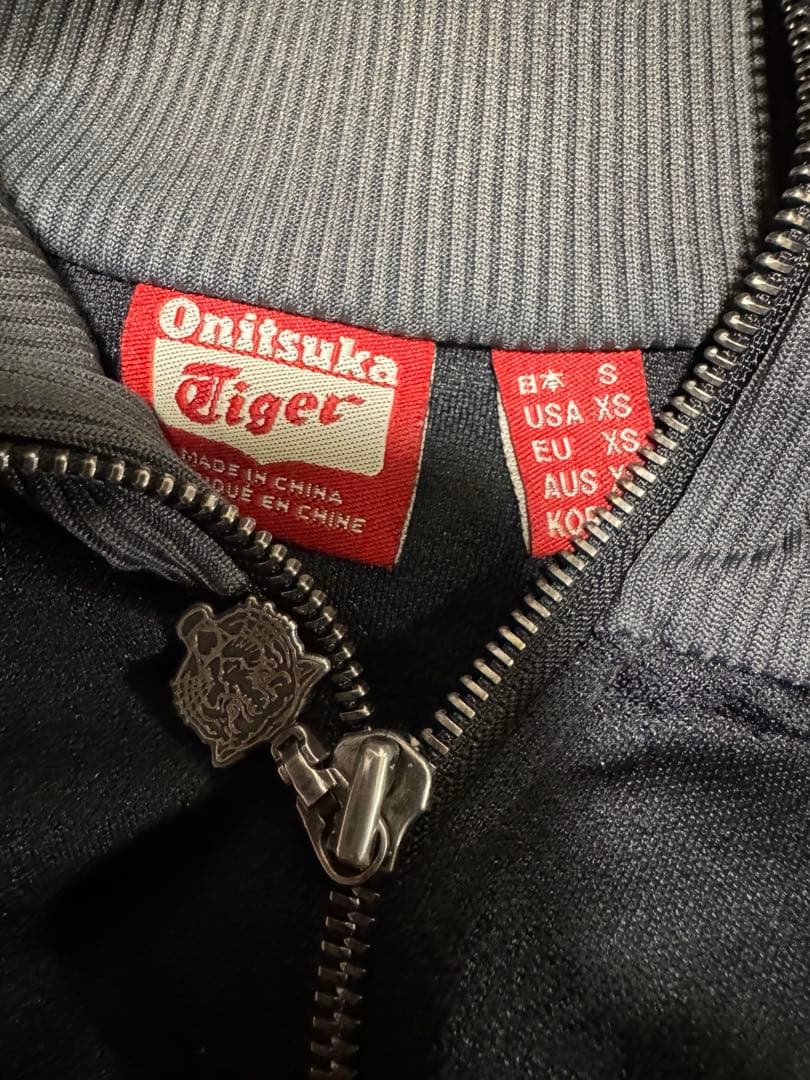 Onitsuka
Tiger
MADE IN CHINA
EN CHINE
日本 S
USA XS
EU XS
AUS